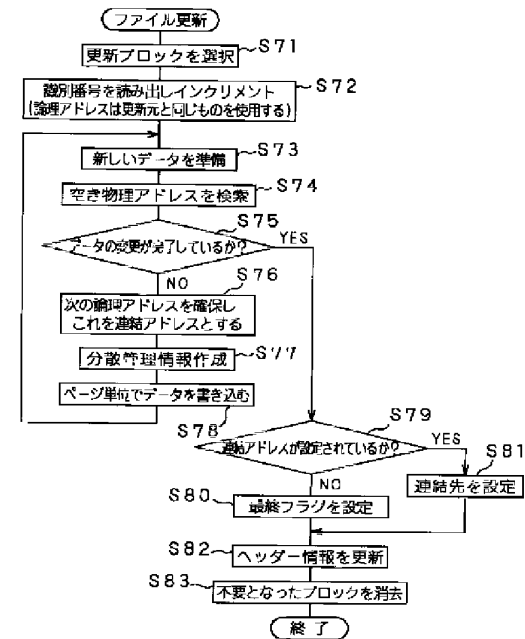 ファイル更新
更新ブロックを選択
S71
識別番号を読み出しインクリメント
(論理アドレスは更新元と同じものを使用する)
S72
新しいデータを準備
S73
空き物理アドレスを検索
S74
データの変更が完了しているか?
S75
YES
NO
S76
次の論理アドレスを確保し
これを連結アドレスとする
分散管理情報作成
S77
ページ単位でデータを書き込む
S78
S79
連結アドレスが設定されているか?
YES
S81
連結先を設定
NO
S80
最終フラグを設定
S82
ヘッダー情報を更新
S83
不要となったブロックを消去
終了